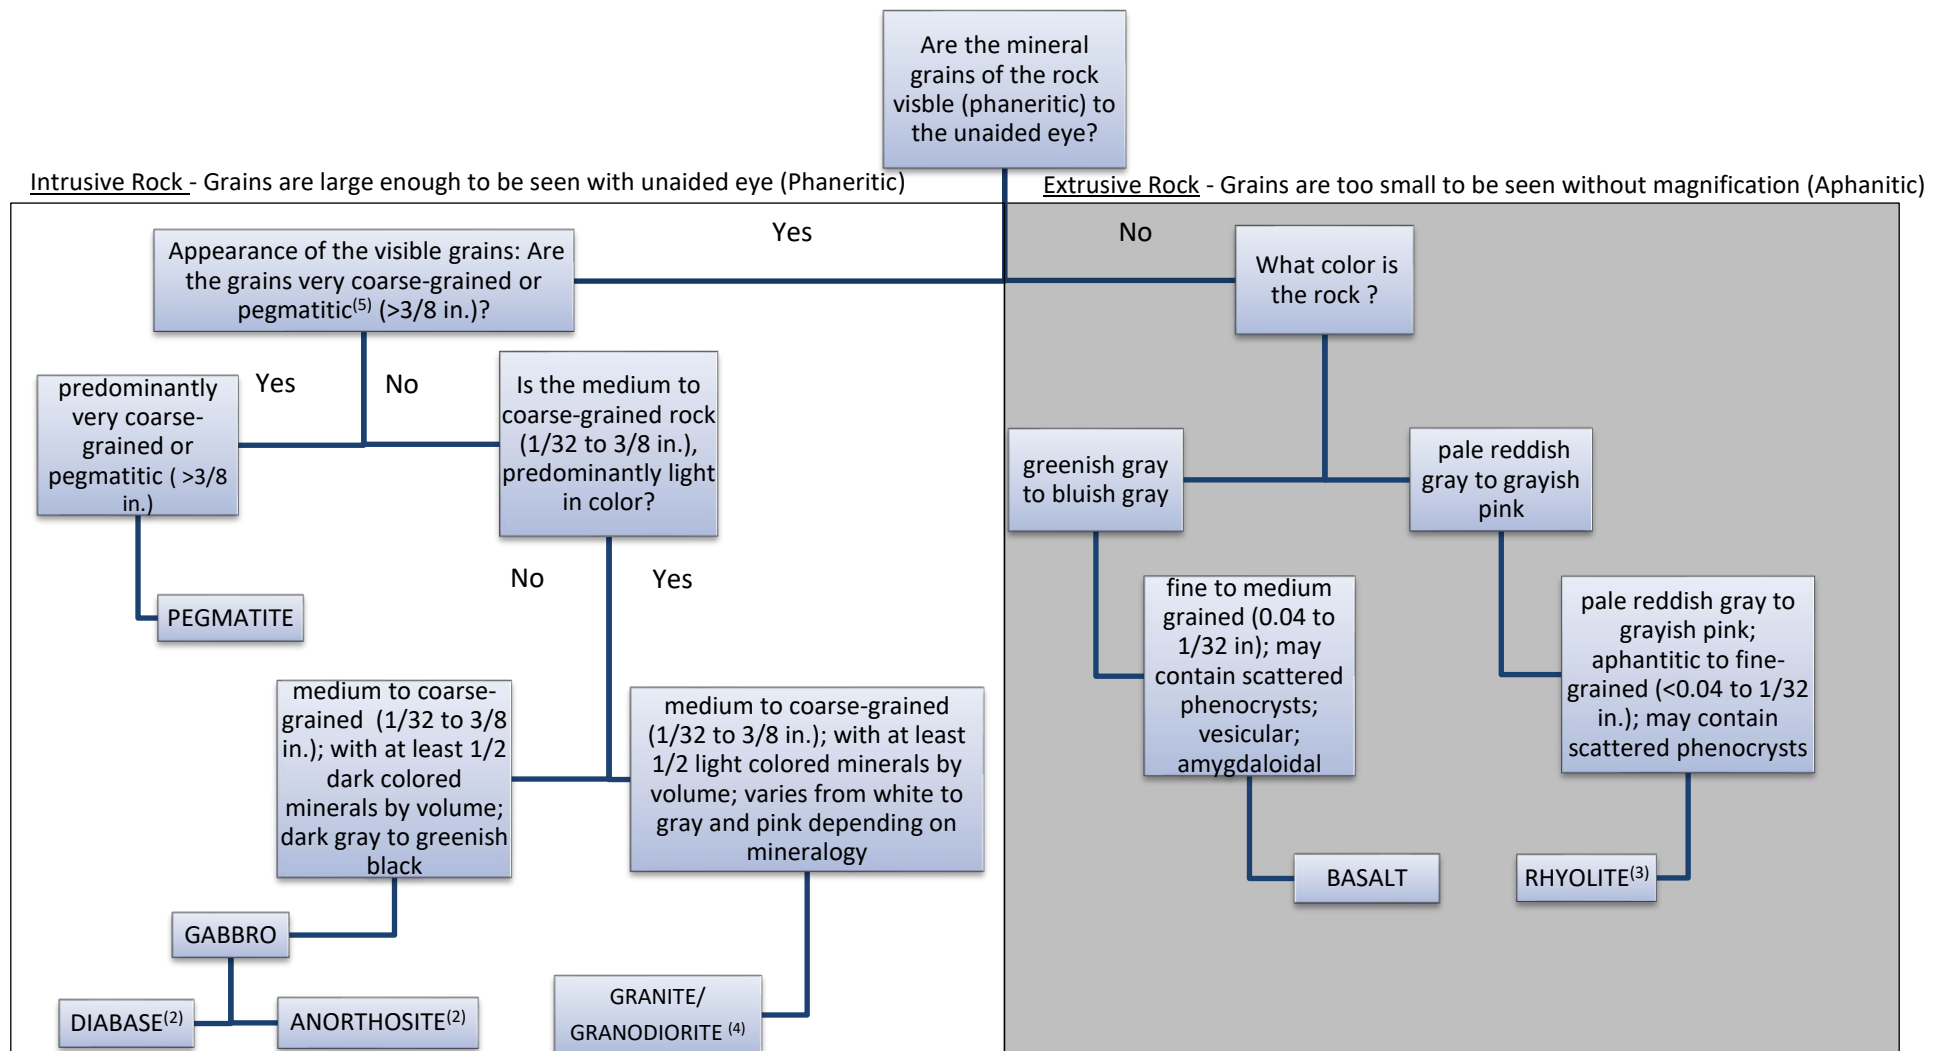 Are the mineral
grains of the rock
visble (phaneritic) to
the unaided eye?
Intrusive Rock - Grains are large enough to be seen with unaided eye (Phaneritic)
Extrusive Rock - Grains are too small to be seen without magnification (Aphanitic)
Yes
No
Appearance of the visible grains: Are
the grains very coarse-grained or
pegmatitic(5) (>3/8 in.)?
What color is
the rock ?
Yes
No
predominantly
very coarse-
grained or
pegmatitic ( >3/8
in.)
Is the medium to
coarse-grained rock
(1/32 to 3/8 in.),
predominantly light
in color?
greenish gray
to bluish gray
pale reddish
gray to grayish
pink
No
Yes
PEGMATITE
fine to medium
grained (0.04 to
1/32 in); may
contain scattered
phenocrysts;
vesicular;
amygdaloidal
pale reddish gray to
grayish pink;
aphantitic to fine-
grained (<0.04 to 1/32
in.); may contain
scattered phenocrysts
medium to coarse-
grained (1/32 to 3/8
in.); with at least 1/2
dark colored
minerals by volume;
dark gray to greenish
black
medium to coarse-grained
(1/32 to 3/8 in.); with at least
1/2 light colored minerals by
volume; varies from white to
gray and pink depending on
mineralogy
BASALT
RHYOLITE(3)
GABBRO
DIABASE(2)
ANORTHOSITE(2)
GRANITE/
GRANODIORITE (4)